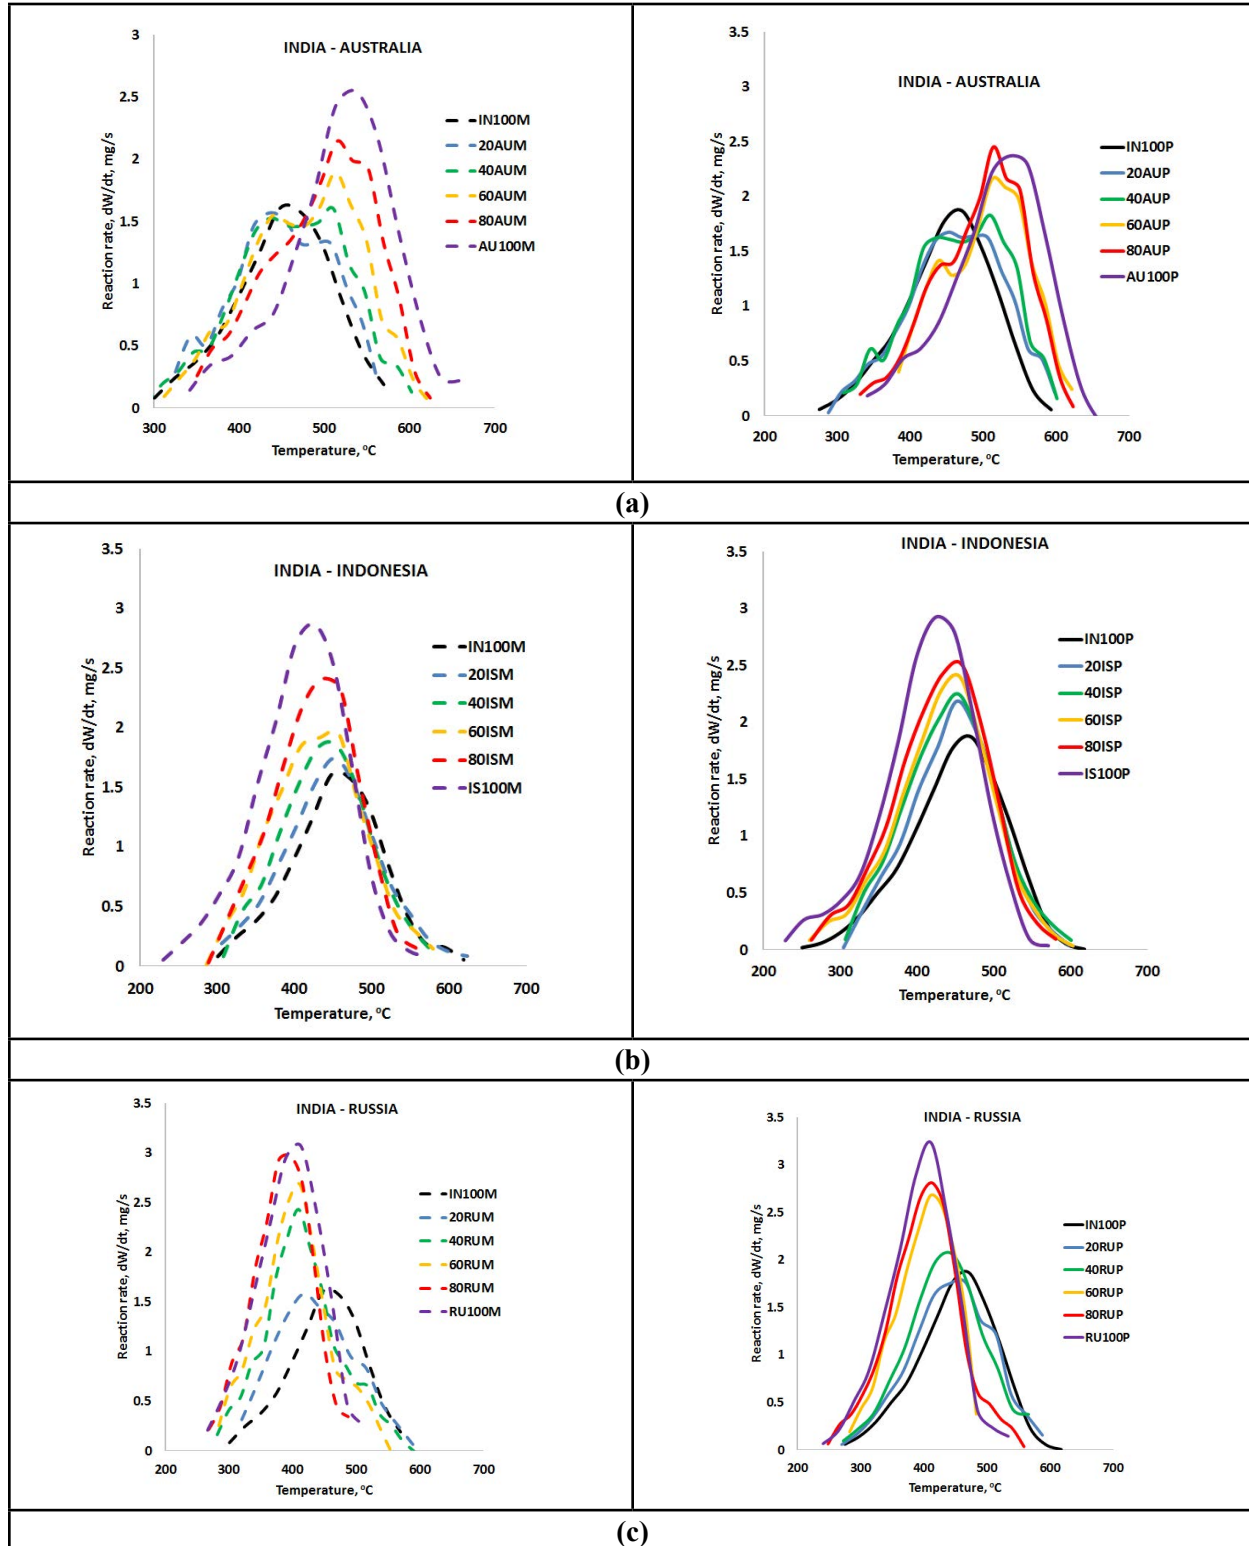 INDIA - AUSTRALIA
Reaction rate, dW/dt, mg/s
3
2.5
2
1.5
1
0.5
0
300 400 500 600 700
Temperature, °C
IN100M
20AUM
40AUM
60AUM
80AUM
AU100M
INDIA - AUSTRALIA
Reaction rate, dW/dt, mg/s
3.5
3
2.5
2
1.5
1
0.5
0
200 300 400 500 600 700
Temperature, °C
IN100P
20AUP
40AUP
60AUP
80AUP
AU100P
(a)
INDIA - INDONESIA
Reaction rate, dW/dt, mg/s
3.5
3
2.5
2
1.5
1
0.5
0
200 300 400 500 600 700
Temperature, °C
IN100M
20ISM
40ISM
60ISM
80ISM
IS100M
INDIA - INDONESIA
Reaction rate, dW/dt, mg/s
3.5
3
2.5
2
1.5
1
0.5
0
200 300 400 500 600 700
Temperature, °C
IN100P
20ISP
40ISP
60ISP
80ISP
IS100P
(b)
INDIA - RUSSIA
Reaction rate, dW/dt, mg/s
3.5
3
2.5
2
1.5
1
0.5
0
200 300 400 500 600 700
Temperature, °C
IN100M
20RUM
40RUM
60RUM
80RUM
RU100M
INDIA - RUSSIA
Reaction rate, dW/dt, mg/s
3.5
3
2.5
2
1.5
1
0.5
0
200 300 400 500 600 700
Temperature, °C
IN100P
20RUP
40RUP
60RUP
80RUP
RU100P
(c)